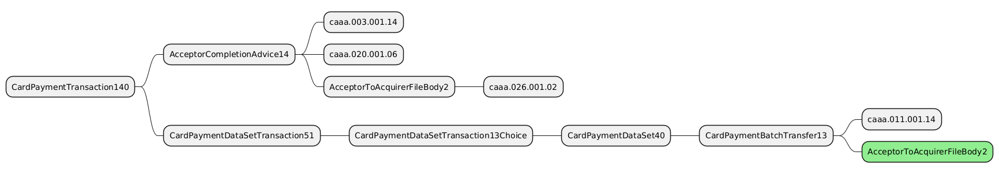 caaa.003.001.14
AcceptorCompletionAdvice14
caaa.020.001.06
CardPaymentTransaction140
AcceptorToAcquirerFileBody2
caaa.026.001.02
caaa.011.001.14
CardPaymentDataSetTransaction51
CardPaymentDataSetTransaction13Choice
CardPaymentDataSet40
CardPaymentBatchTransfer13
AcceptorToAcquirerFileBody2